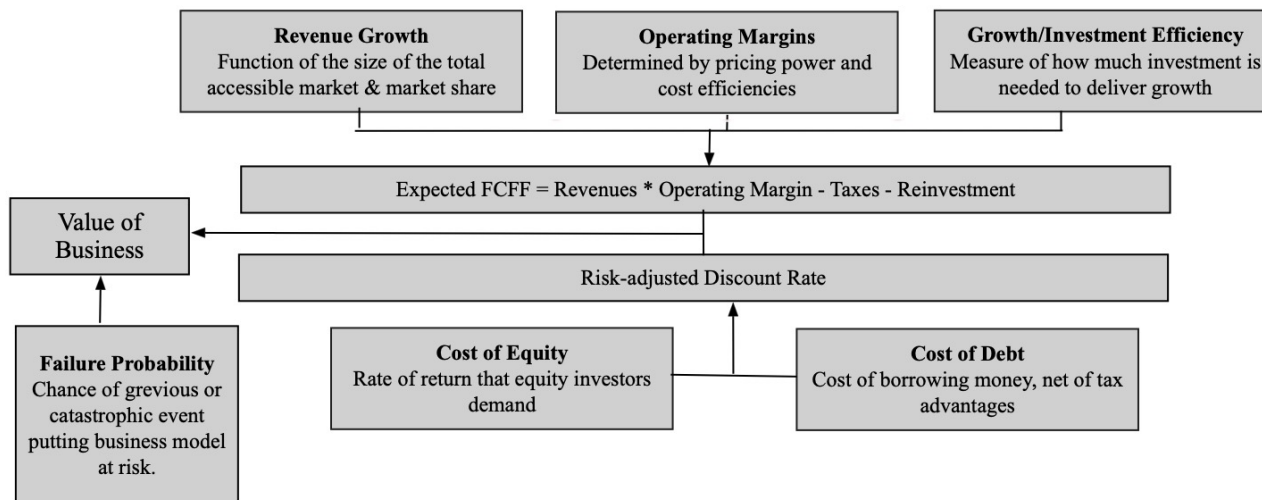 Revenue Growth
Function of the size of the total
accessible market & market share
Operating Margins
Determined by pricing power and
cost efficiencies
Growth/Investment Efficiency
Measure of how much investment is
needed to deliver growth
Expected FCFF = Revenues * Operating Margin - Taxes - Reinvestment
Value of
Business
Risk-adjusted Discount Rate
Failure Probability
Chance of grevious or
catastrophic event
putting business model
at risk.
Cost of Equity
Rate of return that equity investors
demand
Cost of Debt
Cost of borrowing money, net of tax
advantages